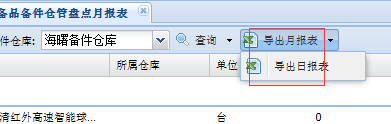 备品备件仓管盘点月报表
件仓库: 海曙备件仓库 查询 导出月报表
导出日报表
所属仓库 单位
清红外高速智能球... 台 0